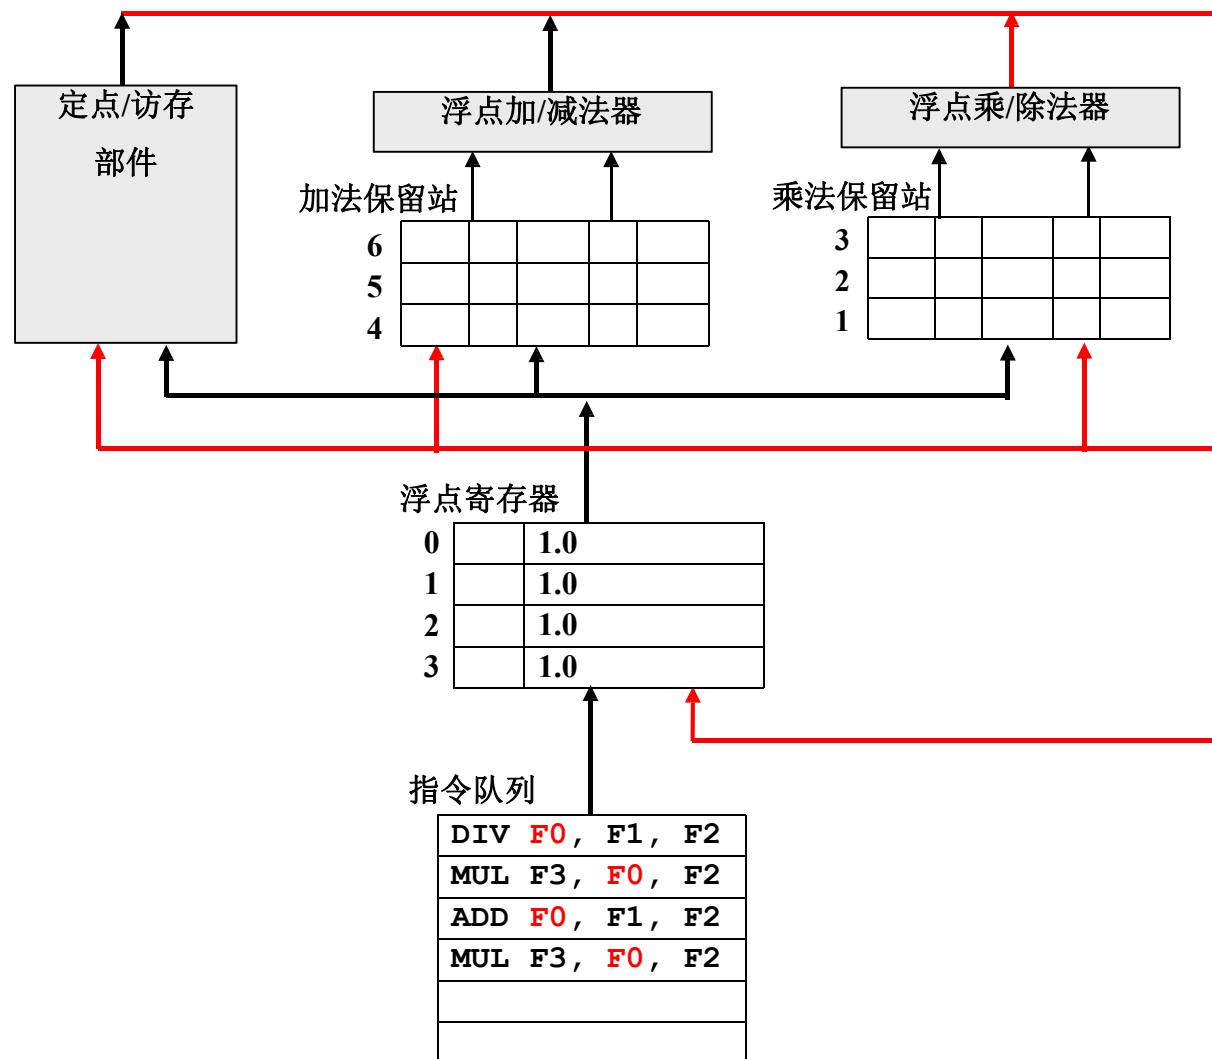 定点/访存
部件
浮点加/减法器
浮点乘/除法器
加法保留站
6
5
4
乘法保留站
3
2
1
浮点寄存器
0 1.0
1 1.0
2 1.0
3 1.0
指令队列
DIV F0, F1, F2
MUL F3, F0, F2
ADD F0, F1, F2
MUL F3, F0, F2